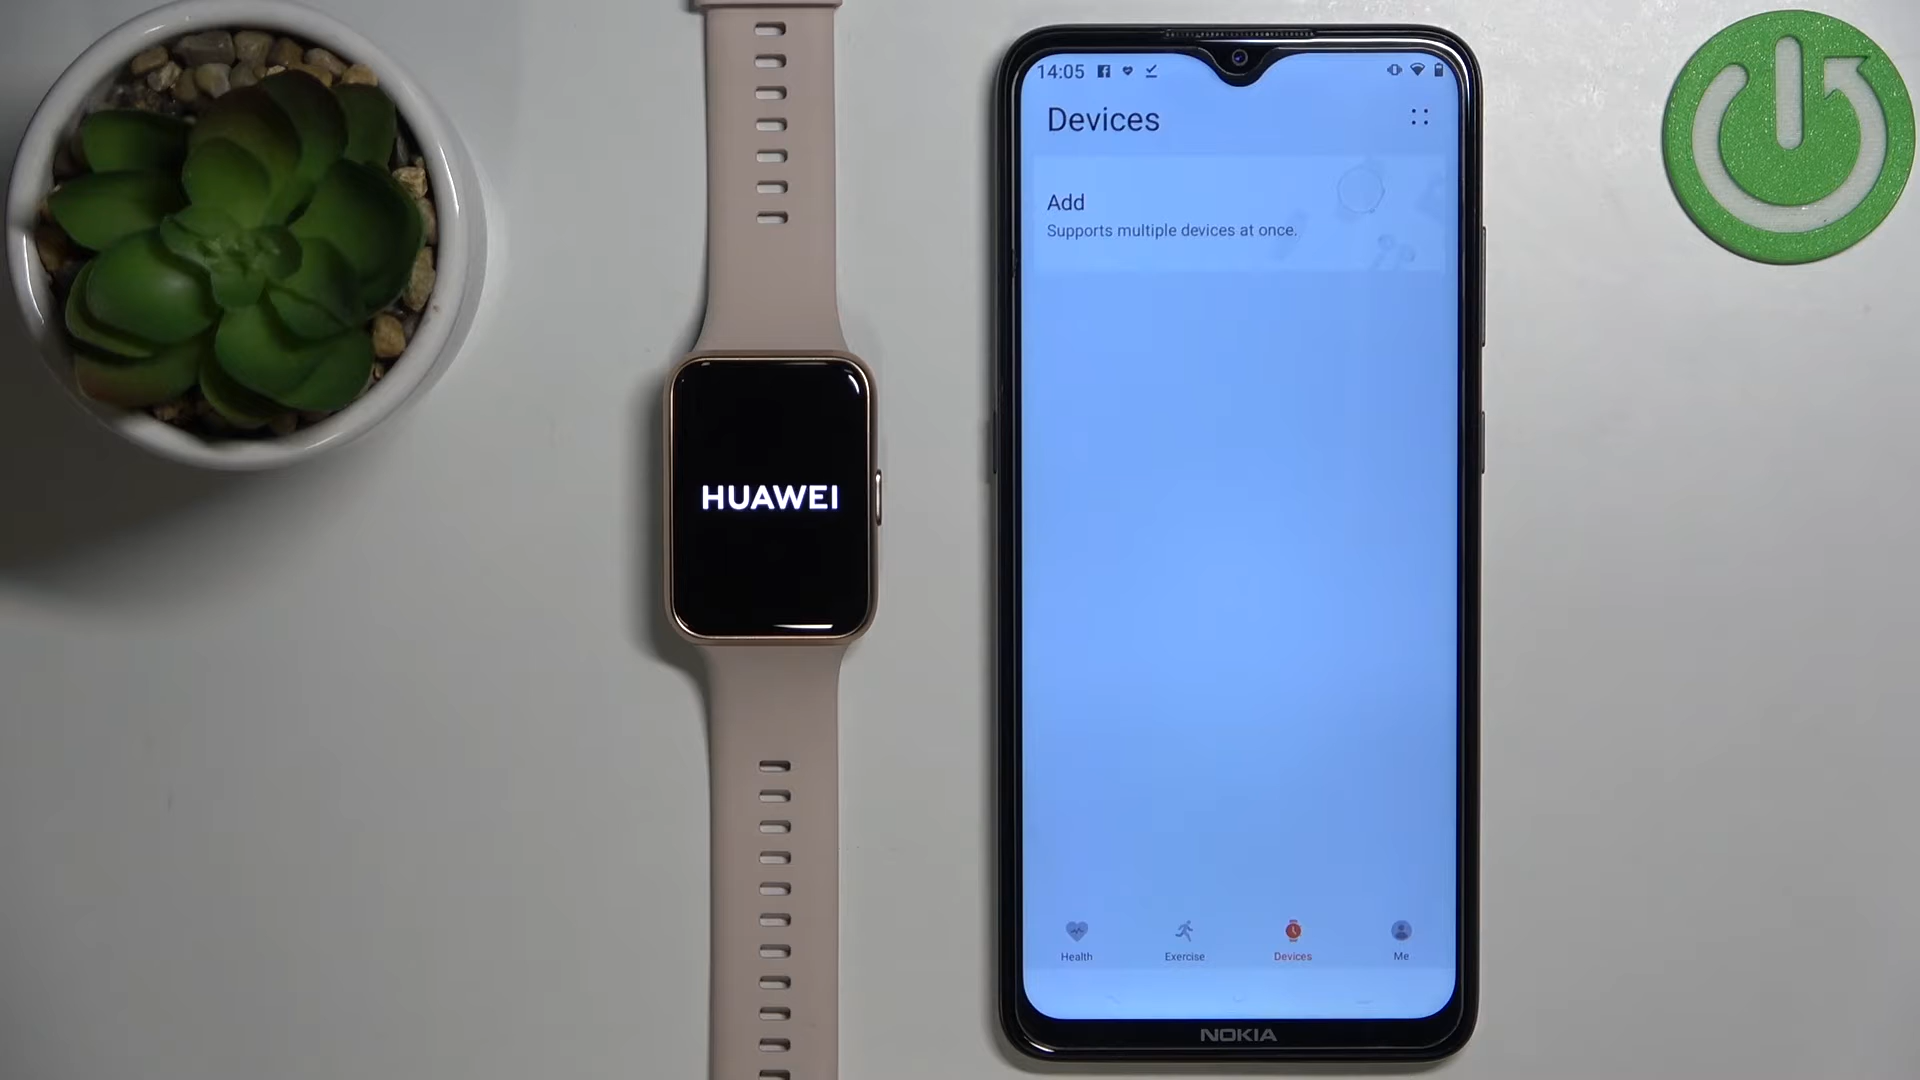 HUAWEI
14:05
Devices
Add
Supports multiple devices at once.
Health
Exercise
Devices
Me
NOKIA